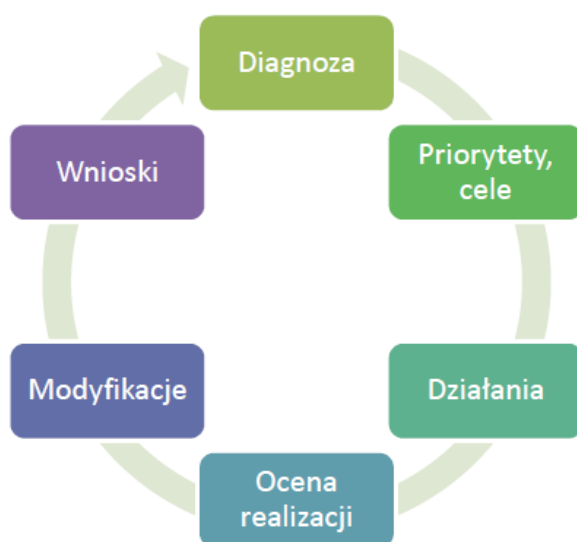 Diagnoza
Priorytety,
cele
Działania
Ocena
realizacji
Modyfikacje
Wnioski